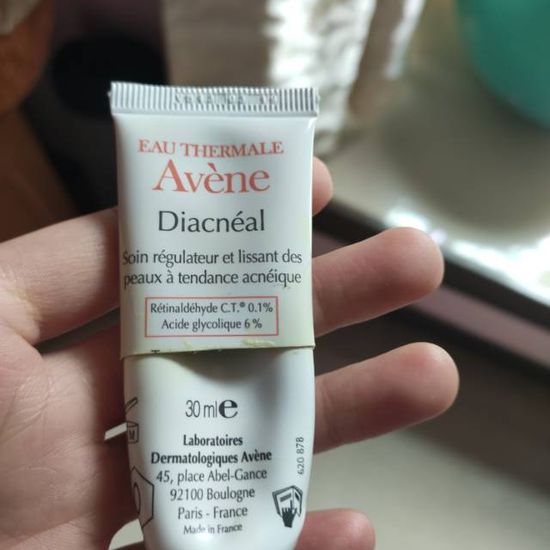 EAU THERMALE
Avène
Diacnéal
Soin régulateur et lissant des
peaux à tendance acnéique
Rétinaldéhyde C.T.® 0.1%
Acide glycolique 6 %
30 ml e
Laboratoires
Dermatologiques Avène
45, place Abel-Gance
92100 Boulogne
Paris - France
Made in France
620 878
M